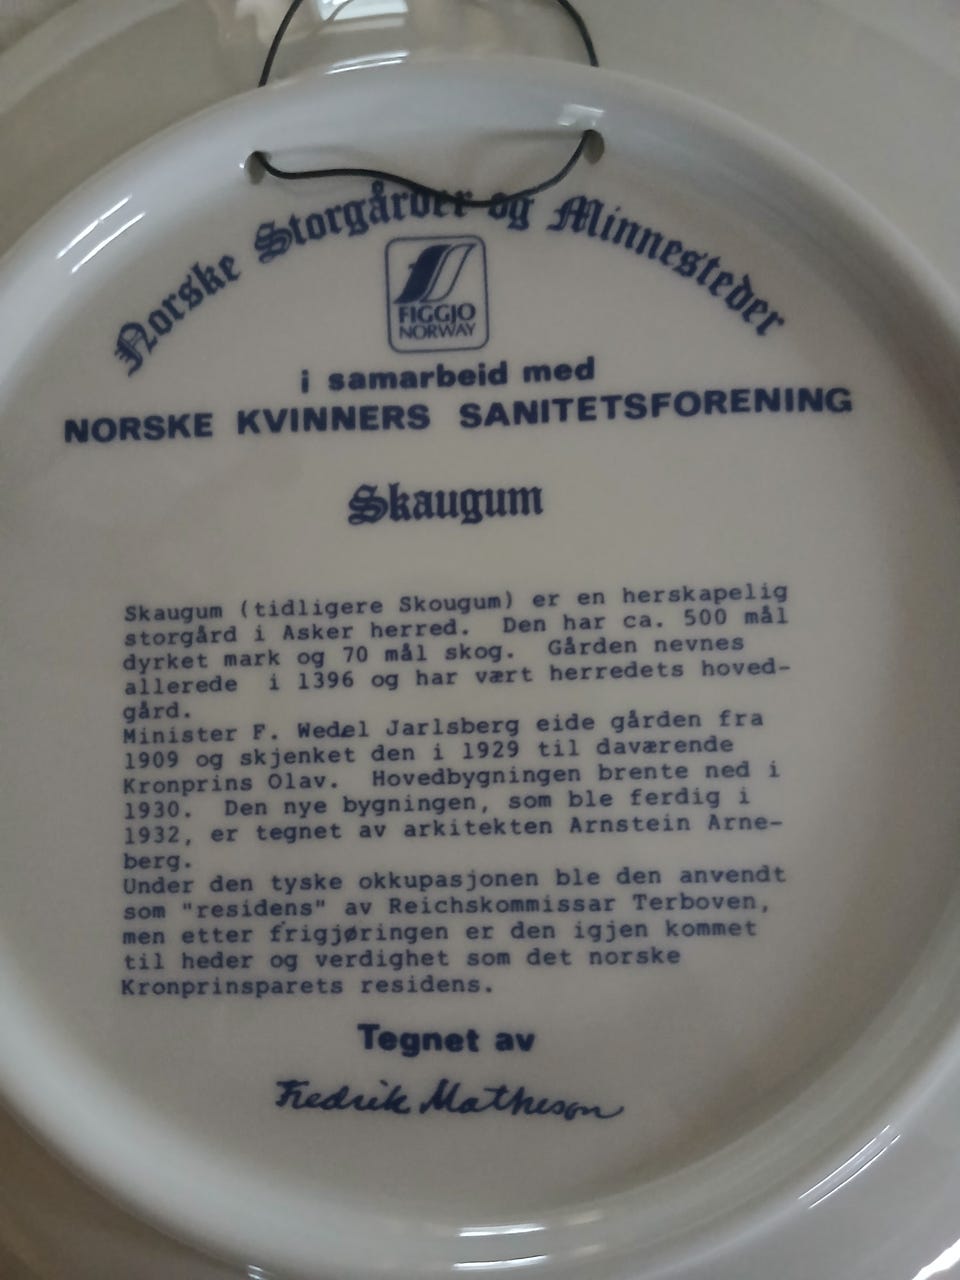 Norske Storgårder og Minnesteder
FIGGJO
NORWAY
i samarbeid med
NORSKE KVINNERS SANITETSFORENING
Skaugum
Skaugum (tidligere Skougum) er en herskapelig
storgård i Asker herred. Den har ca. 500 mål
dyrket mark og 70 mål skog. Gården nevnes
allerede i 1396 og har vært herredets hoved-
gård.
Minister F. Wedel Jarlsberg eide gården fra
1909 og skjenket den i 1929 til daværende
Kronprins Olav. Hovedbygningen brente ned i
1930. Den nye bygningen, som ble ferdig i
1932, er tegnet av arkitekten Arnstein Arne-
berg.
Under den tyske okkupasjonen ble den anvendt
som "residens" av Reichskommissar Terboven,
men etter frigjøringen er den igjen kommet
til heder og verdighet som det norske
Kronprinsparets residens.
Tegnet av
Fredrik Matheson